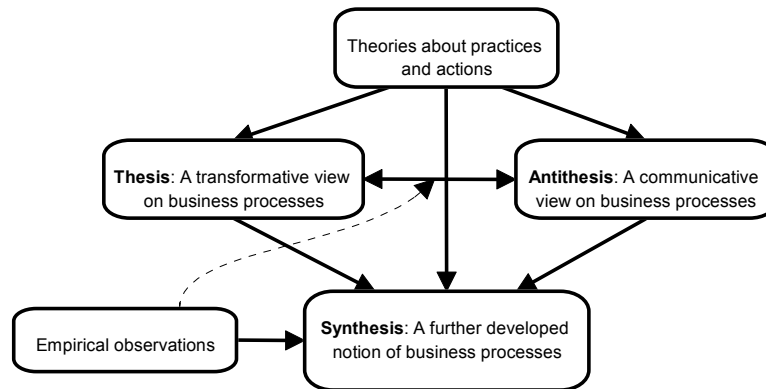 Theories about practices
and actions
Thesis: A transformative view
on business processes
Antithesis: A communicative
view on business processes
Empirical observations
Synthesis: A further developed
notion of business processes